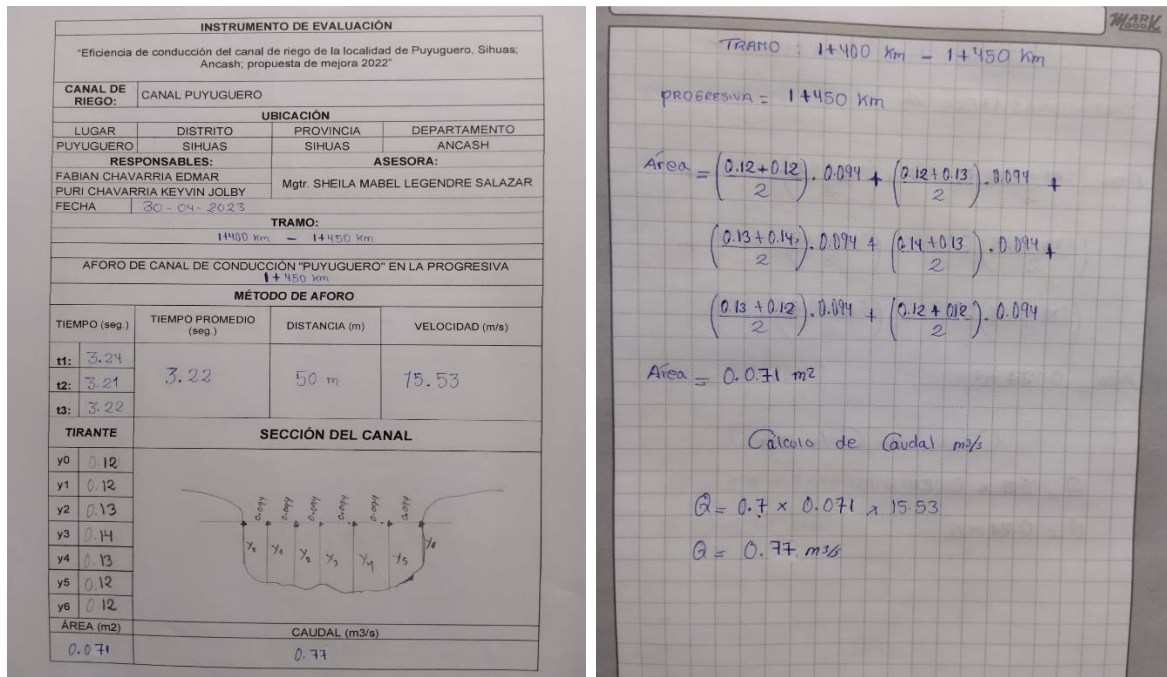 INSTRUMENTO DE EVALUACIÓN
"Eficiencia de conducción del canal de riego de la localidad de Puyuguero, Sihuas;
Ancash; propuesta de mejora 2022"
CANAL DE RIEGO: CANAL PUYUGUERO
UBICACIÓN
LUGAR DISTRITO PROVINCIA DEPARTAMENTO
PUYUGUERO SIHUAS SIHUAS ANCASH
RESPONSABLES: ASESORA:
FABIAN CHAVARRIA EDMAR
PURI CHAVARRIA KEYVIN JOLBY
Mgtr. SHEILA MABEL LEGENDRE SALAZAR
FECHA 30-04-2023
TRAMO:
1+400 Km — 1+450 Km
AFORO DE CANAL DE CONDUCCIÓN "PUYUGUERO" EN LA PROGRESIVA
1+450 Km
MÉTODO DE AFORO
TIEMPO (seg.) TIEMPO PROMEDIO (seg.) DISTANCIA (m) VELOCIDAD (m/s)
t1: 3.24
t2: 3.21 3.22 50 m 15.53
t3: 3.22
TIRANTE SECCIÓN DEL CANAL
y0 0.12
y1 0.12
y2 0.13
y3 0.14
y4 0.13
y5 0.12
y6 0.12
0.094 0.094 0.094 0.094 0.094 0.094
Y0 Y1 Y2 Y3 Y4 Y5 Y6
ÁREA (m2) CAUDAL (m3/s)
0.071 0.77
MARK BOOK
TRAMO : 1+400 Km - 1+450 Km
PROGRESIVA = 1+450 Km
Área = (0.12+0.12/2) . 0.094 + (0.12+0.13/2) . 0.094 +
(0.13+0.14/2) . 0.094 + (0.14+0.13/2) . 0.094 +
(0.13+0.12/2) . 0.094 + (0.12+0.12/2) . 0.094
Área = 0.071 m2
Cálculo de Caudal m3/s
Q = 0.7 x 0.071 x 15.53
Q = 0.77 m3/s